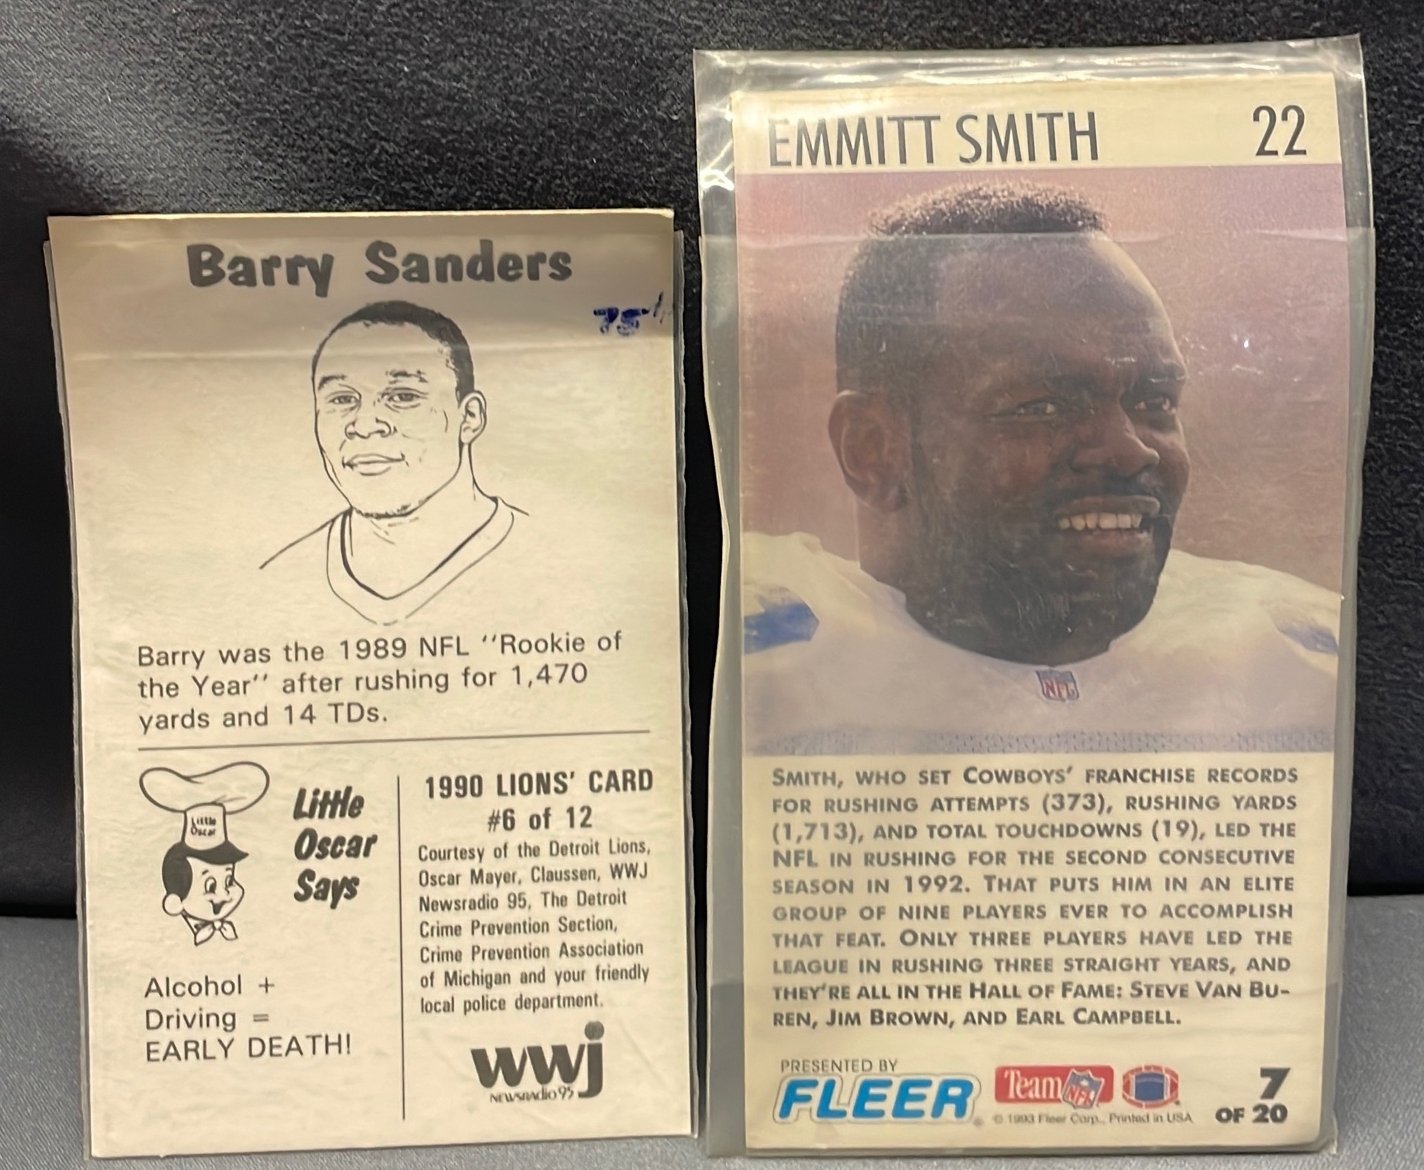 Barry Sanders
75¢
Little
Oscar
Barry was the 1989 NFL ''Rookie of
the Year'' after rushing for 1,470
yards and 14 TDs.
Little
Oscar
Says
Alcohol +
Driving =
EARLY DEATH!
1990 LIONS' CARD
#6 of 12
Courtesy of the Detroit Lions,
Oscar Mayer, Claussen, WWJ
Newsradio 95, The Detroit
Crime Prevention Section,
Crime Prevention Association
of Michigan and your friendly
local police department.
WWJ
NEWSRADIO 95
EMMITT SMITH 22
NFL
SMITH, WHO SET COWBOYS' FRANCHISE RECORDS
FOR RUSHING ATTEMPTS (373), RUSHING YARDS
(1,713), AND TOTAL TOUCHDOWNS (19), LED THE
NFL IN RUSHING FOR THE SECOND CONSECUTIVE
SEASON IN 1992. THAT PUTS HIM IN AN ELITE
GROUP OF NINE PLAYERS EVER TO ACCOMPLISH
THAT FEAT. ONLY THREE PLAYERS HAVE LED THE
LEAGUE IN RUSHING THREE STRAIGHT YEARS, AND
THEY'RE ALL IN THE HALL OF FAME: STEVE VAN BU-
REN, JIM BROWN, AND EARL CAMPBELL.
PRESENTED BY
FLEER
Team NFL
© 1993 Fleer Corp., Printed in USA
7
OF 20